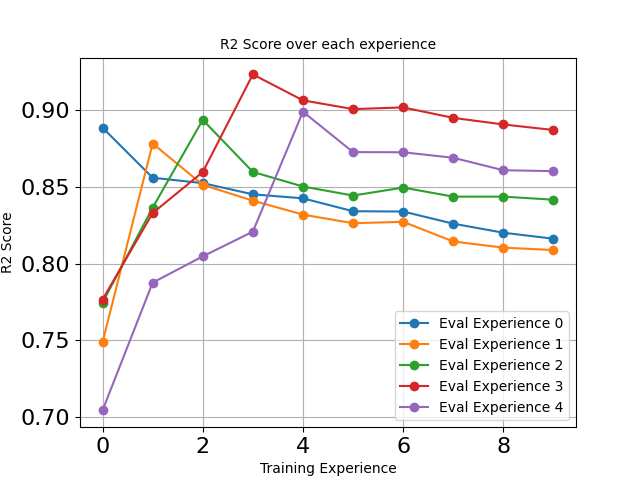 R2 Score over each experience
R2 Score
0.90
0.85
0.80
0.75
0.70
0
2
4
6
8
Training Experience
Eval Experience 0
Eval Experience 1
Eval Experience 2
Eval Experience 3
Eval Experience 4